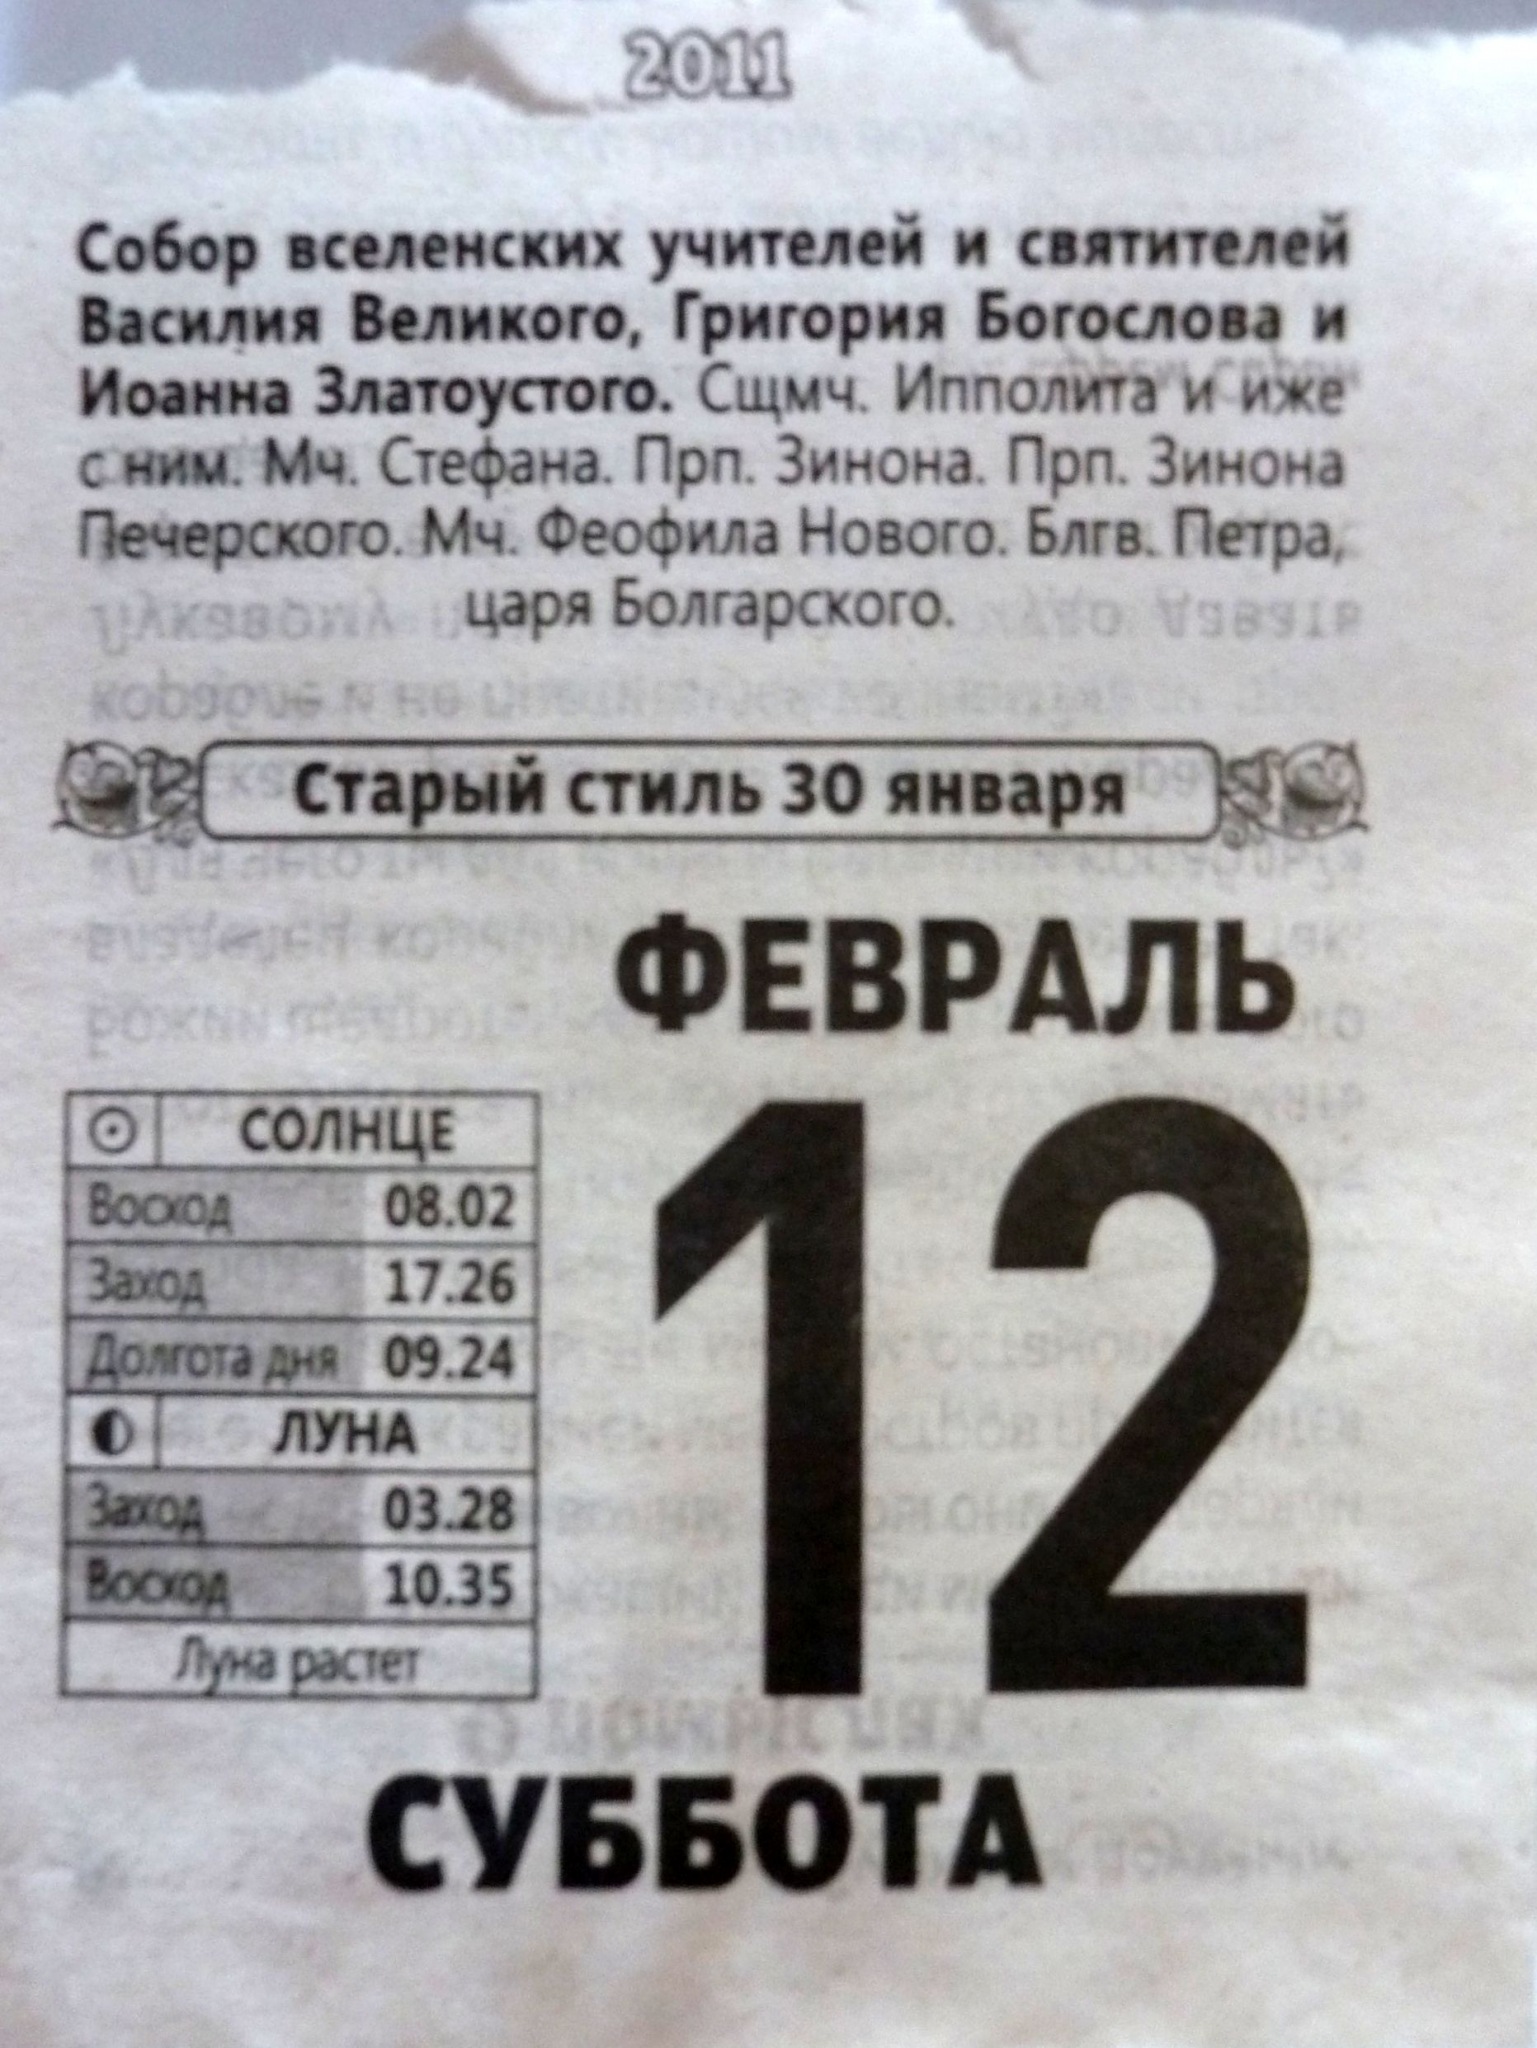 2011
Собор вселенских учителей и святителей
Василия Великого, Григория Богослова и
Иоанна Златоустого. Сщмч. Ипполита и иже
с ним. Мч. Стефана. Прп. Зинона. Прп. Зинона
Печерского. Мч. Феофила Нового. Блгв. Петра,
царя Болгарского.
Старый стиль 30 января
ФЕВРАЛЬ
12
СОЛНЦЕ
Восход 08.02
Заход 17.26
Долгота дня 09.24
ЛУНА
Заход 03.28
Восход 10.35
Луна растет
СУББОТА